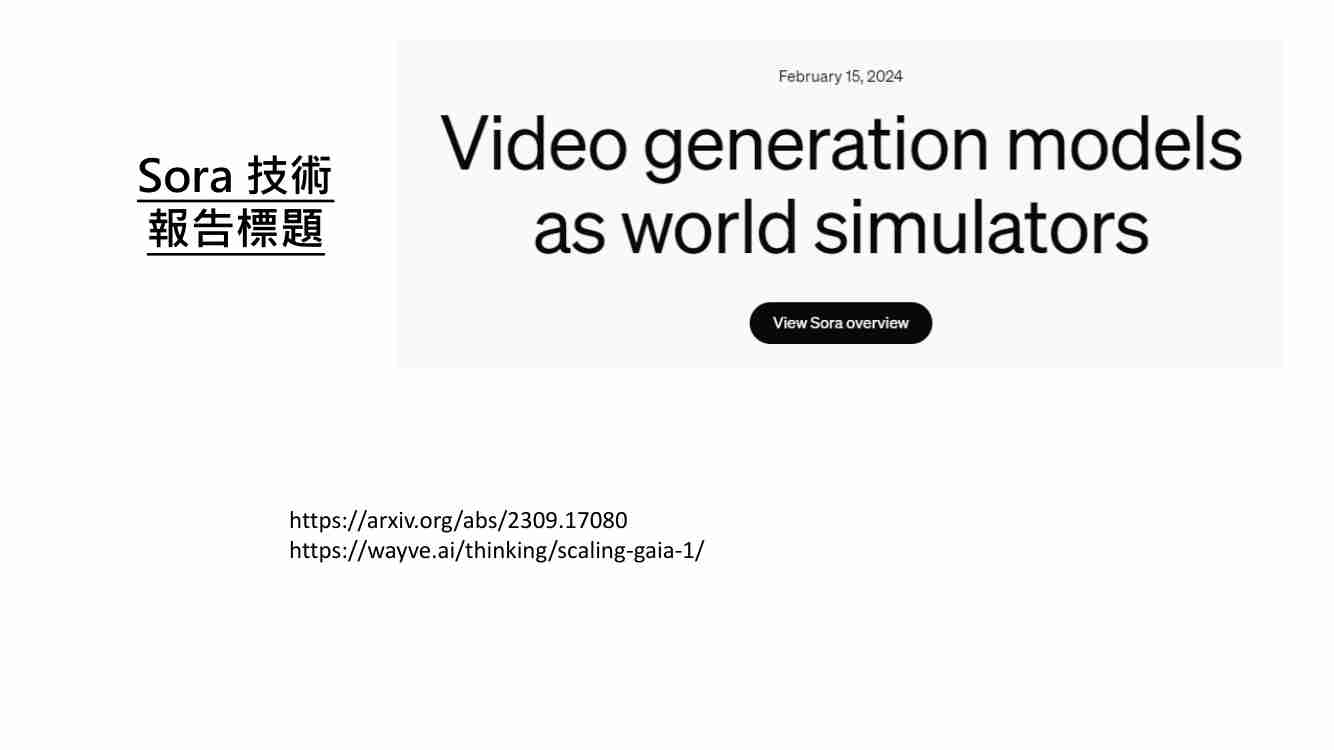 Sora 技術
報告標題
February 15, 2024
Video generation models
as world simulators
View Sora overview
https://arxiv.org/abs/2309.17080
https://wayve.ai/thinking/scaling-gaia-1/